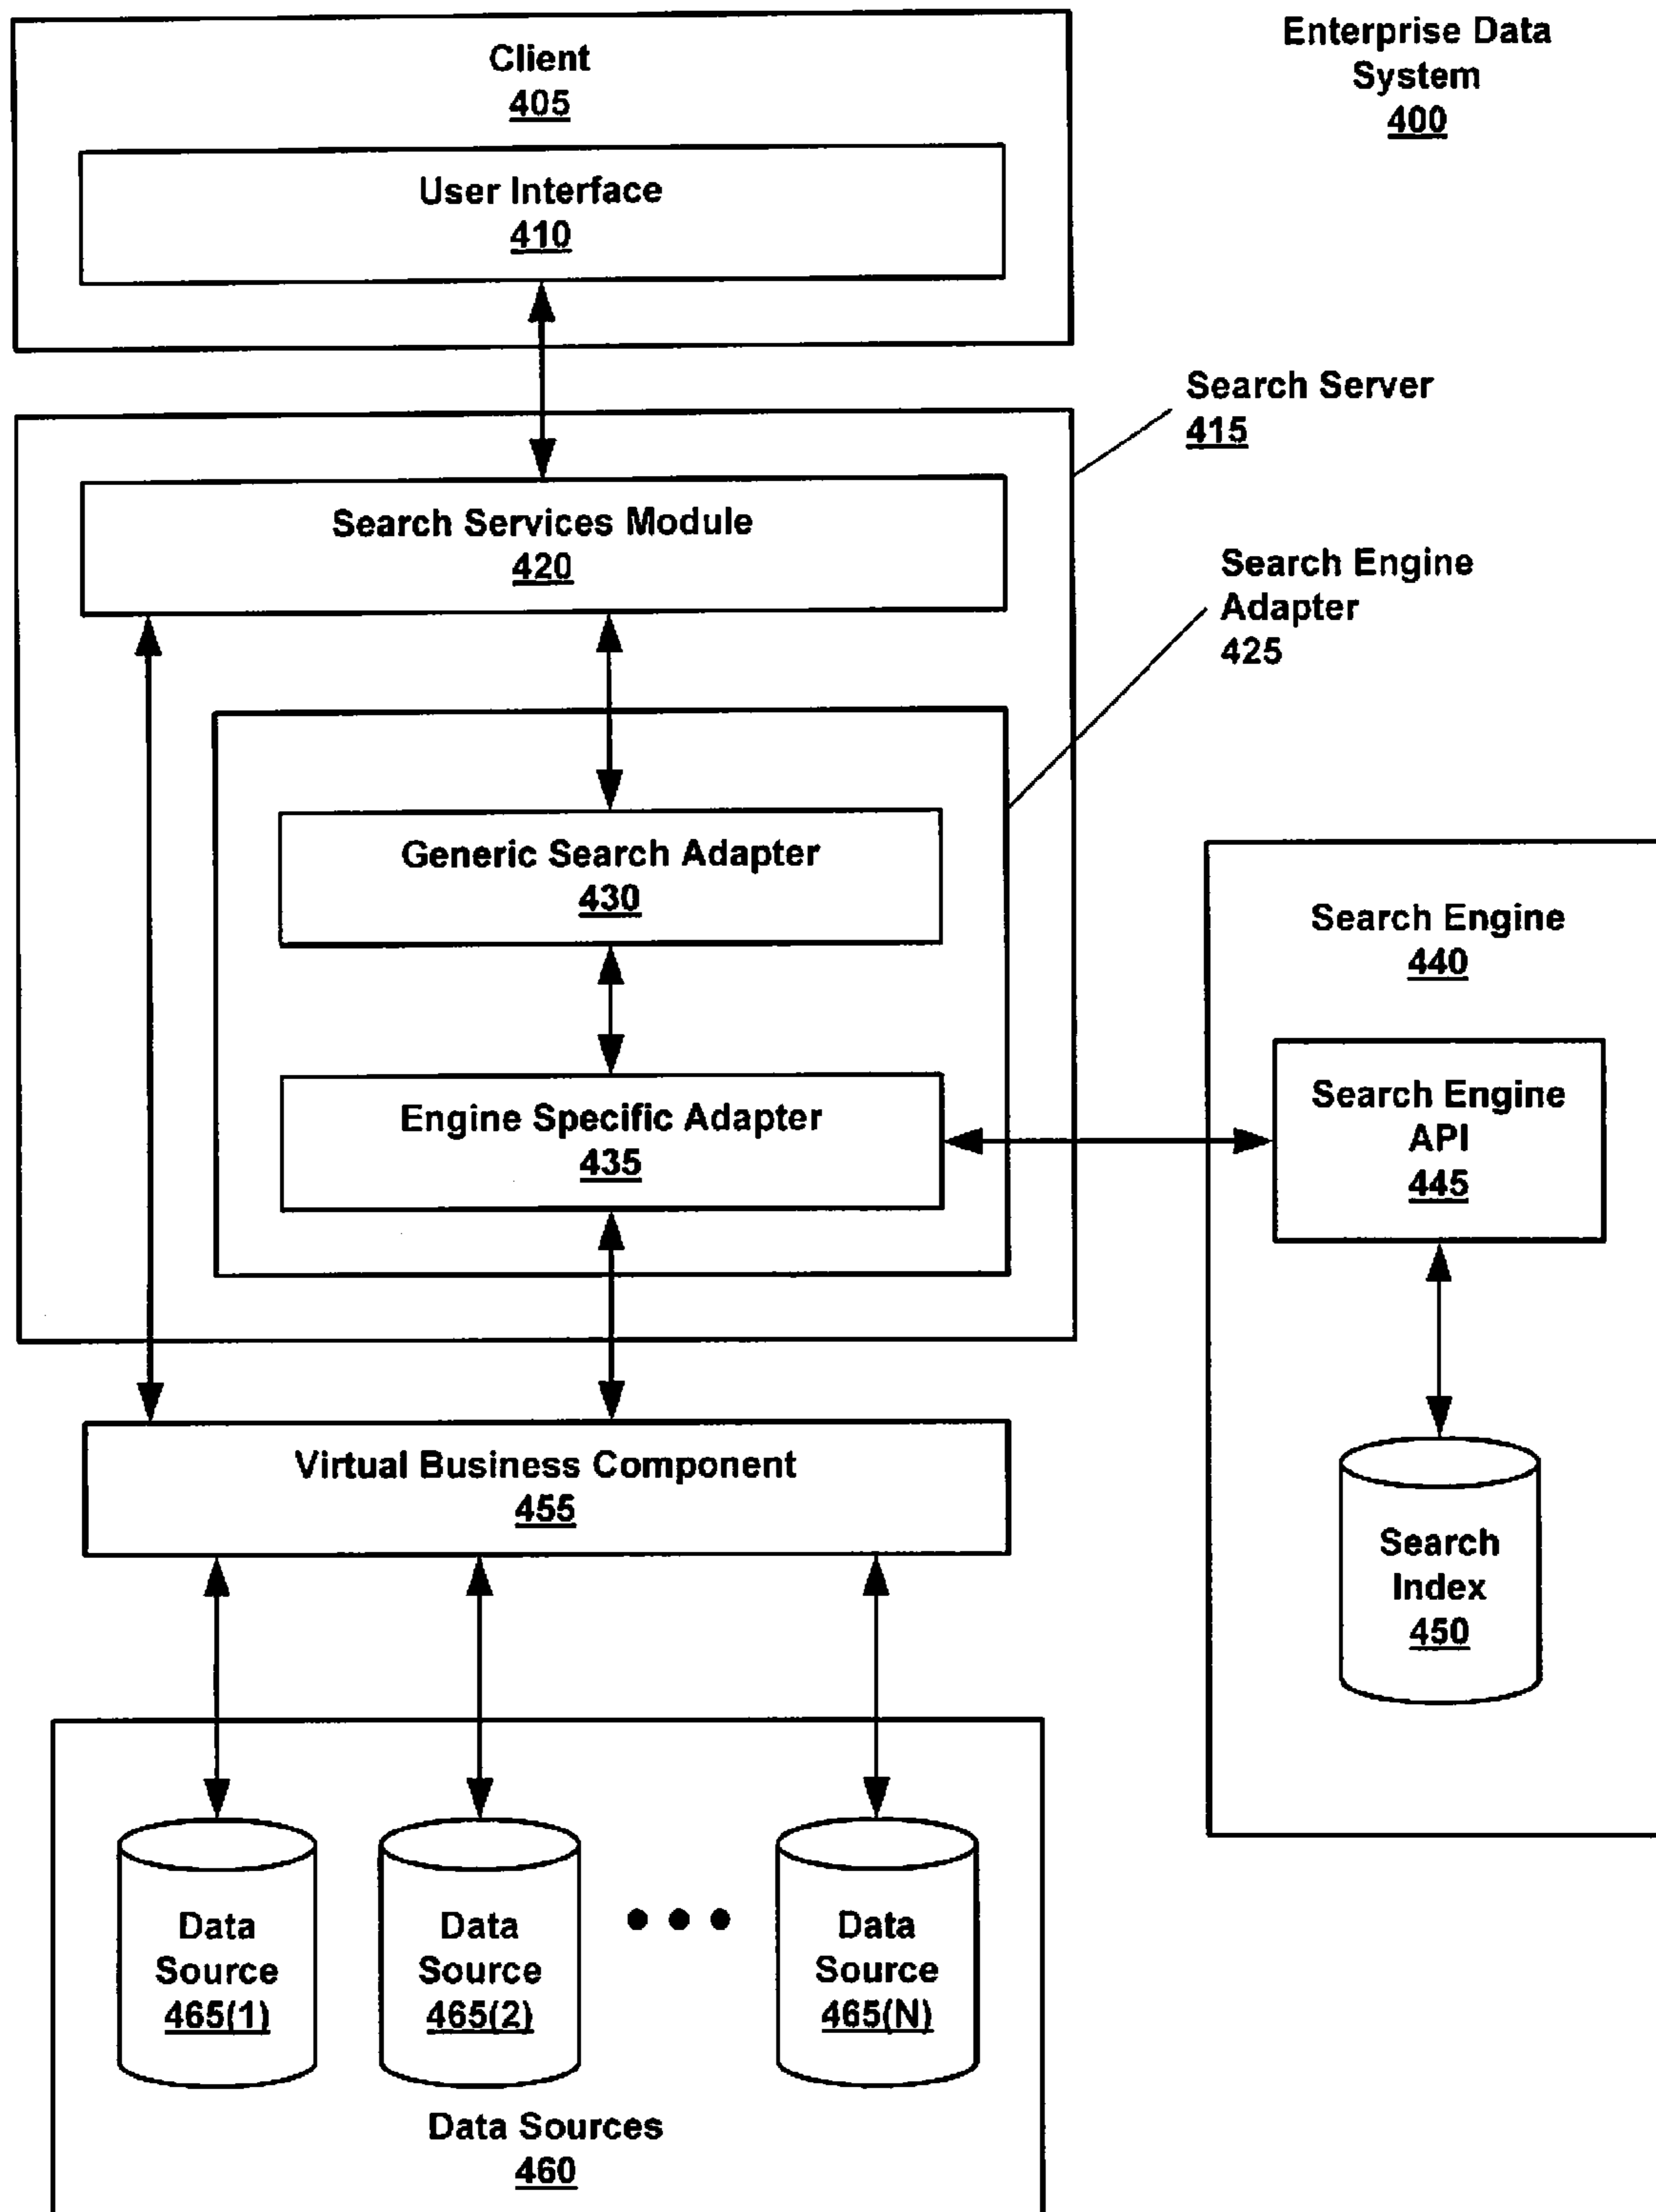 Client
405
Enterprise Data
System
400
User Interface
410
Search Server
415
Search Services Module
420
Search Engine
Adapter
425
Generic Search Adapter
430
Search Engine
440
Engine Specific Adapter
435
Search Engine
API
445
Virtual Business Component
455
Search
Index
450
Data
Source
465(1)
Data
Source
465(2)
Data
Source
465(N)
Data Sources
460